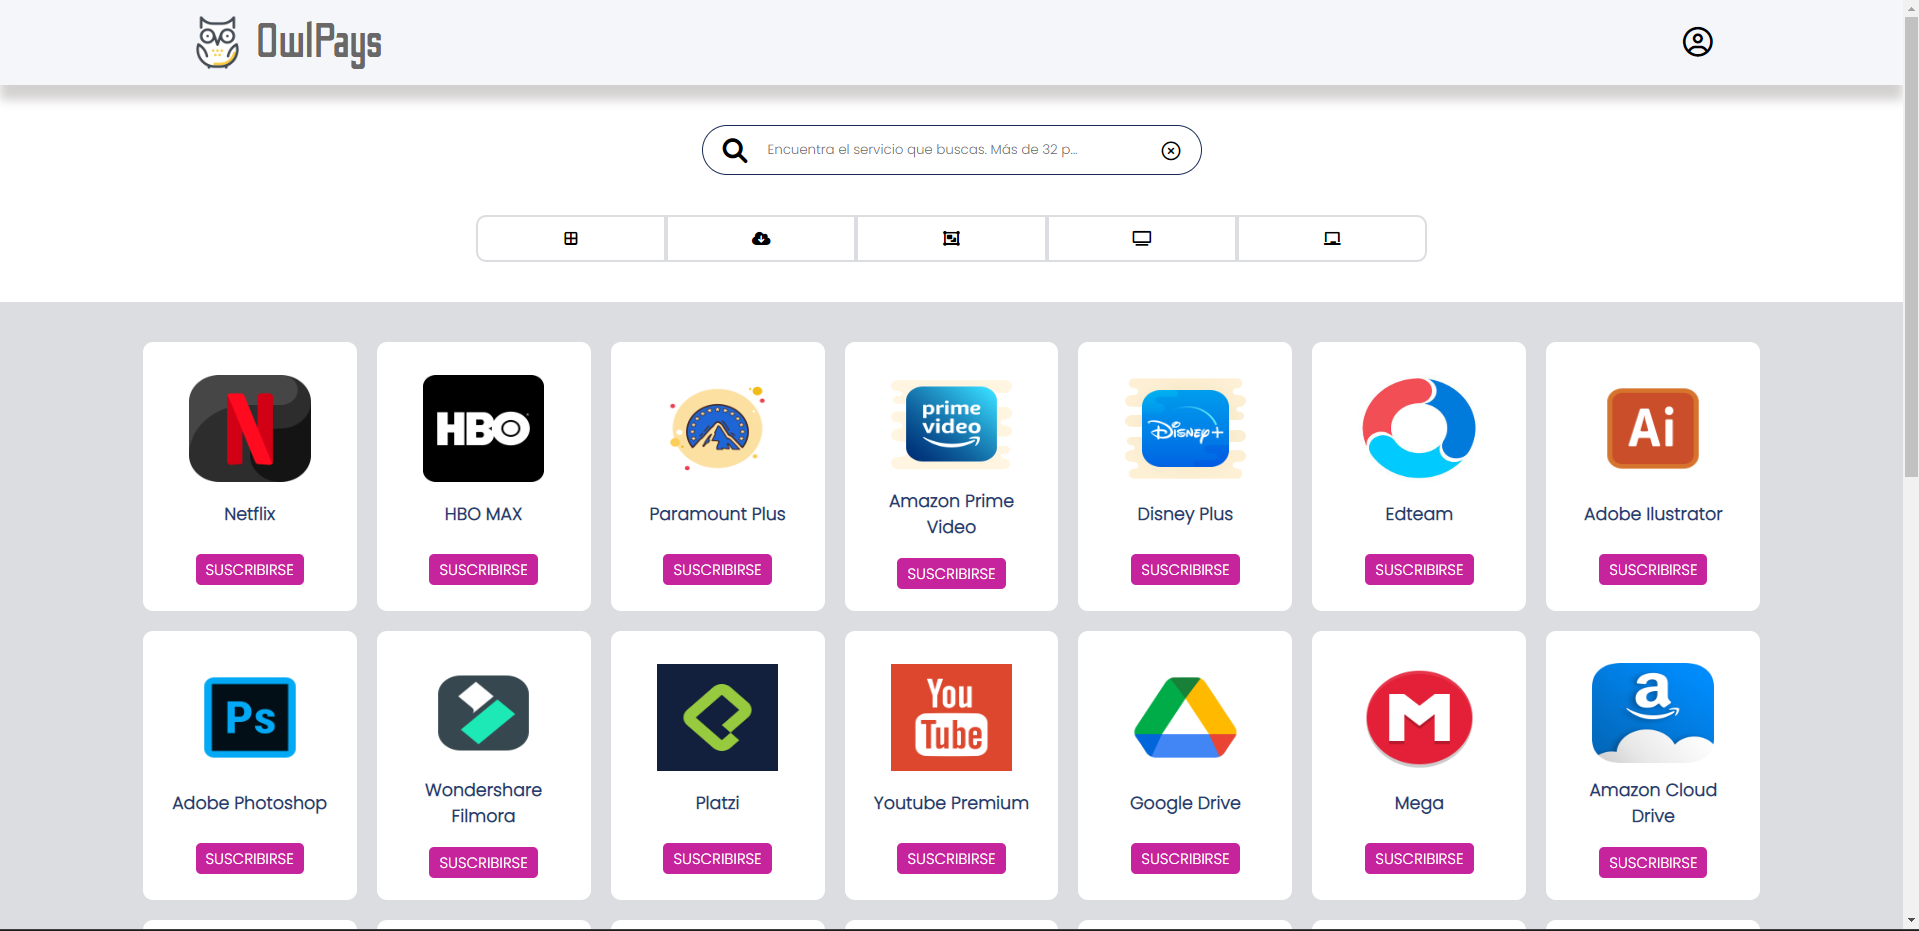 OwlPays
Encuentra el servicio que buscas. Más de 32 p...
N
HBO
prime
video
Disney+
Ai
Netflix
HBO MAX
Paramount Plus
Amazon Prime
Video
Disney Plus
Edteam
Adobe Ilustrator
SUSCRIBIRSE
SUSCRIBIRSE
SUSCRIBIRSE
SUSCRIBIRSE
SUSCRIBIRSE
SUSCRIBIRSE
SUSCRIBIRSE
Ps
You
Tube
M
a
Adobe Photoshop
Wondershare
Filmora
Platzi
Youtube Premium
Google Drive
Mega
Amazon Cloud
Drive
SUSCRIBIRSE
SUSCRIBIRSE
SUSCRIBIRSE
SUSCRIBIRSE
SUSCRIBIRSE
SUSCRIBIRSE
SUSCRIBIRSE